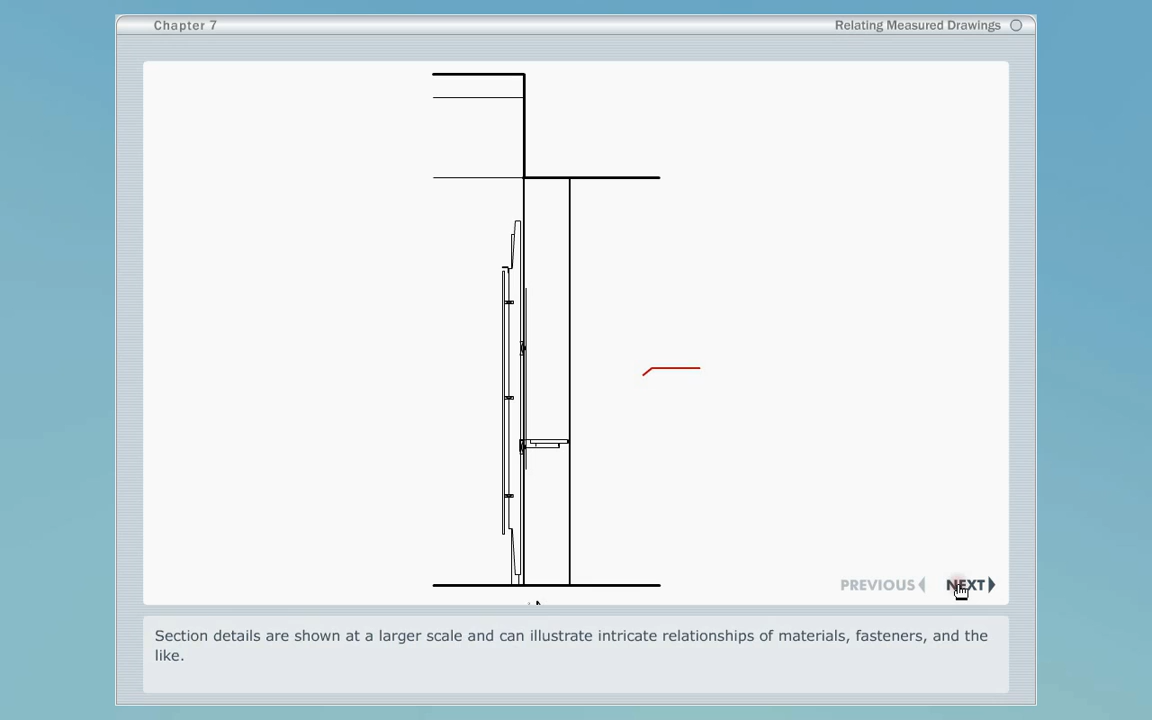 Chapter 7
Relating Measured Drawings
PREVIOUS
NEXT
Section details are shown at a larger scale and can illustrate intricate relationships of materials, fasteners, and the
like.